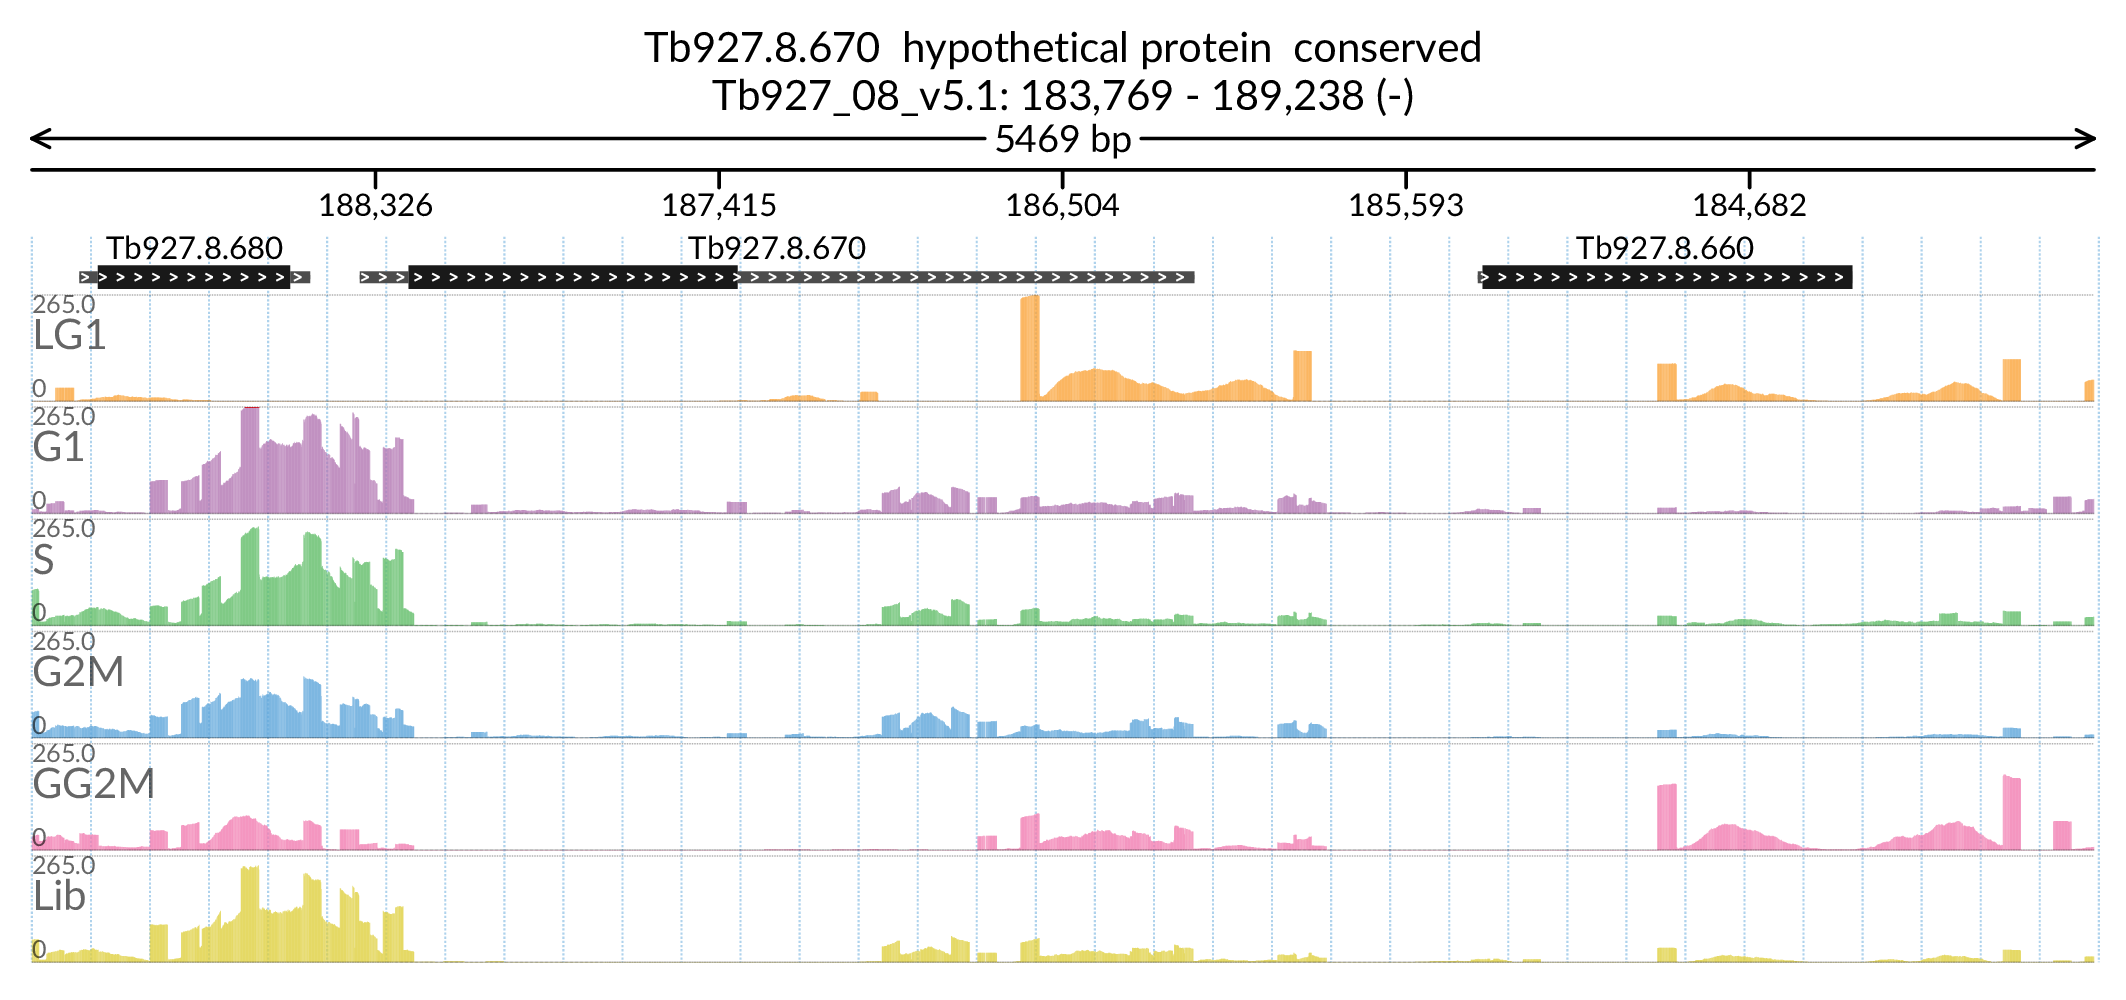 Tb927.8.670  hypothetical protein  conserved
Tb927_08_v5.1: 183,769 - 189,238 (-)
5469 bp
188,326 187,415 186,504 185,593 184,682
Tb927.8.680 Tb927.8.670 Tb927.8.660
265.0
LG1
0
265.0
G1
0
265.0
S
0
265.0
G2M
0
265.0
GG2M
0
265.0
Lib
0